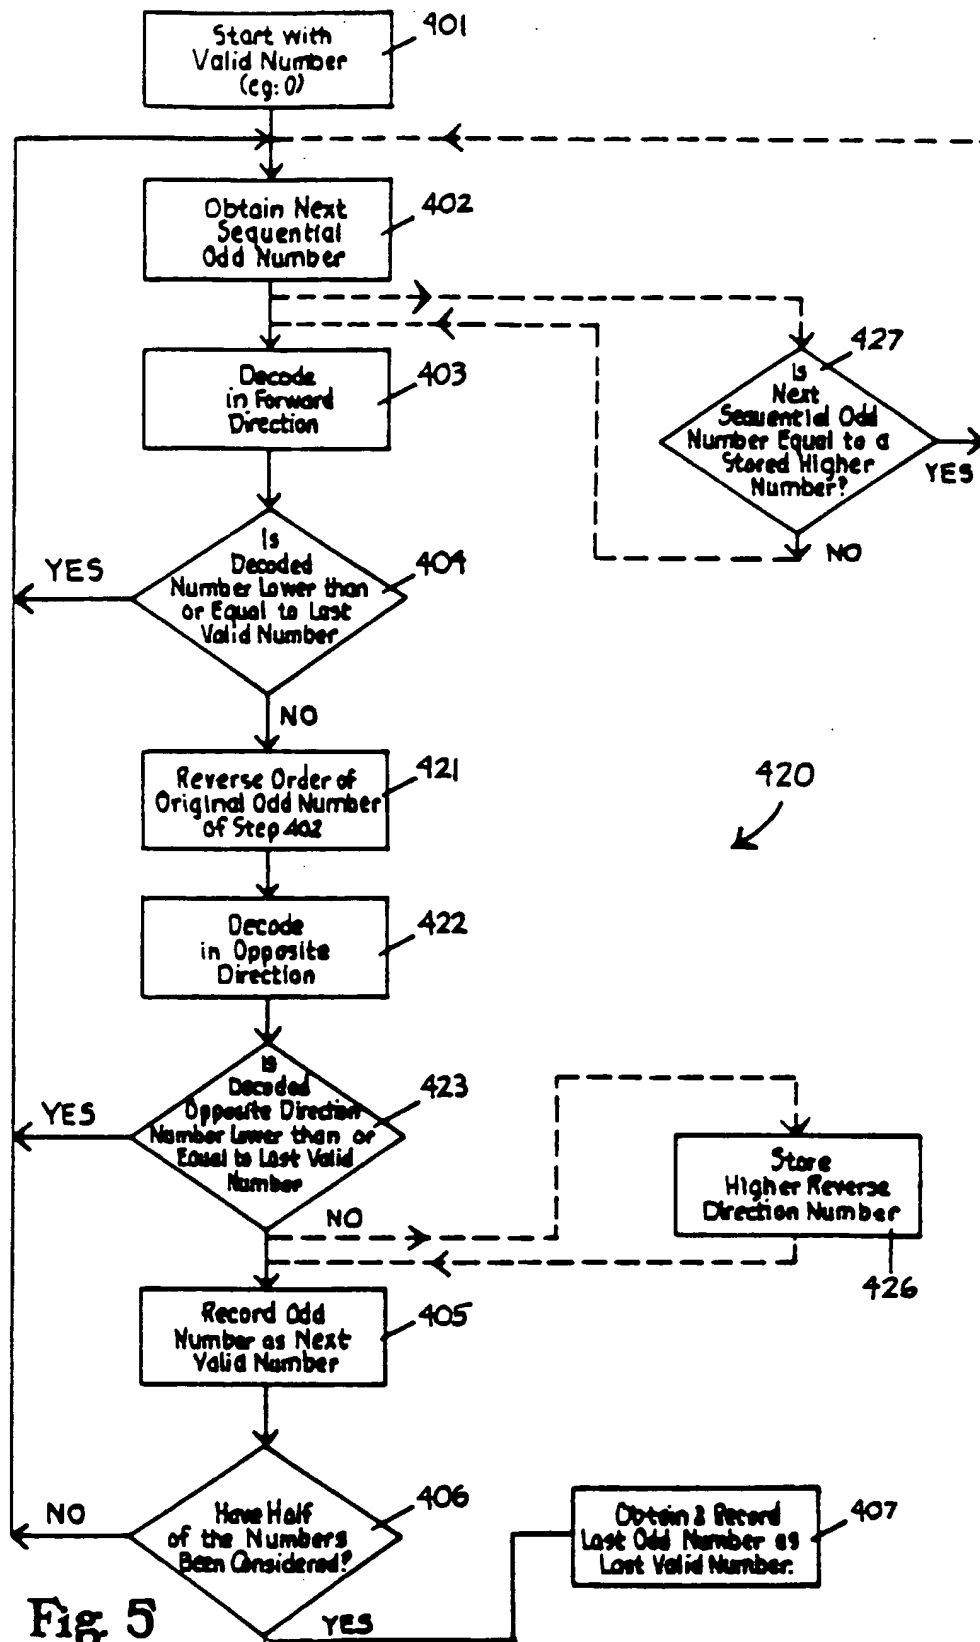 Start with
Valid Number
(eg: 0)
401
Obtain Next
Sequential
Odd Number
402
Decode
in Forward
Direction
403
Is
Next
Sequential Odd
Number Equal to a
Stored Higher
Number?
427
YES
NO
Is
Decoded
Number Lower than
or Equal to Last
Valid Number
404
YES
NO
Reverse Order of
Original Odd Number
of Step 402
421
420
Decode
in Opposite
Direction
422
Is
Decoded
Opposite Direction
Number Lower than or
Equal to Last Valid
Number
423
YES
NO
Store
Higher Reverse
Direction Number
426
Record Odd
Number as Next
Valid Number
405
Have Half
of the Numbers
Been Considered?
406
NO
YES
Obtain & Record
Last Odd Number as
Last Valid Number.
407
Fig. 5